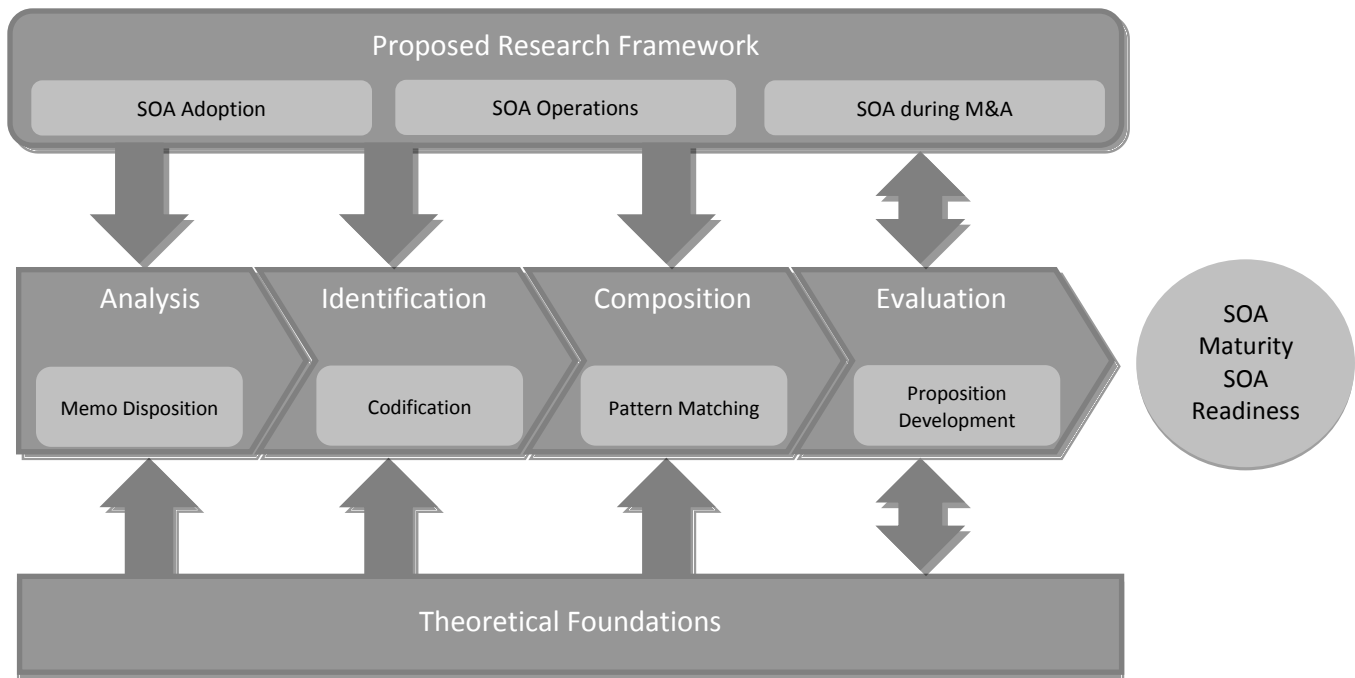 Proposed Research Framework
SOA Adoption
SOA Operations
SOA during M&A
Analysis
Identification
Composition
Evaluation
Memo Disposition
Codification
Pattern Matching
Proposition
Development
SOA
Maturity
SOA
Readiness
Theoretical Foundations